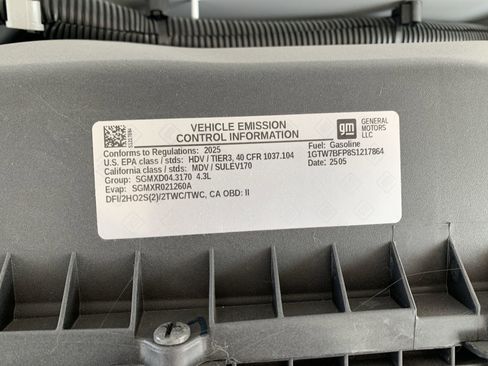 VEHICLE EMISSION
CONTROL INFORMATION
gm
GENERAL
MOTORS
LLC
Conforms to Regulations: 2025
U.S. EPA class / stds: HDV / TIER3, 40 CFR 1037.104
California class / stds: MDV / SULEV170
Group: SGMXD04.3170 4.3L
Evap: SGMXR021260A
DFI/2HO2S(2)/2TWC/TWC, CA OBD: II
Fuel: Gasoline
1GTW7BFP8S1217864
Date: 25\05